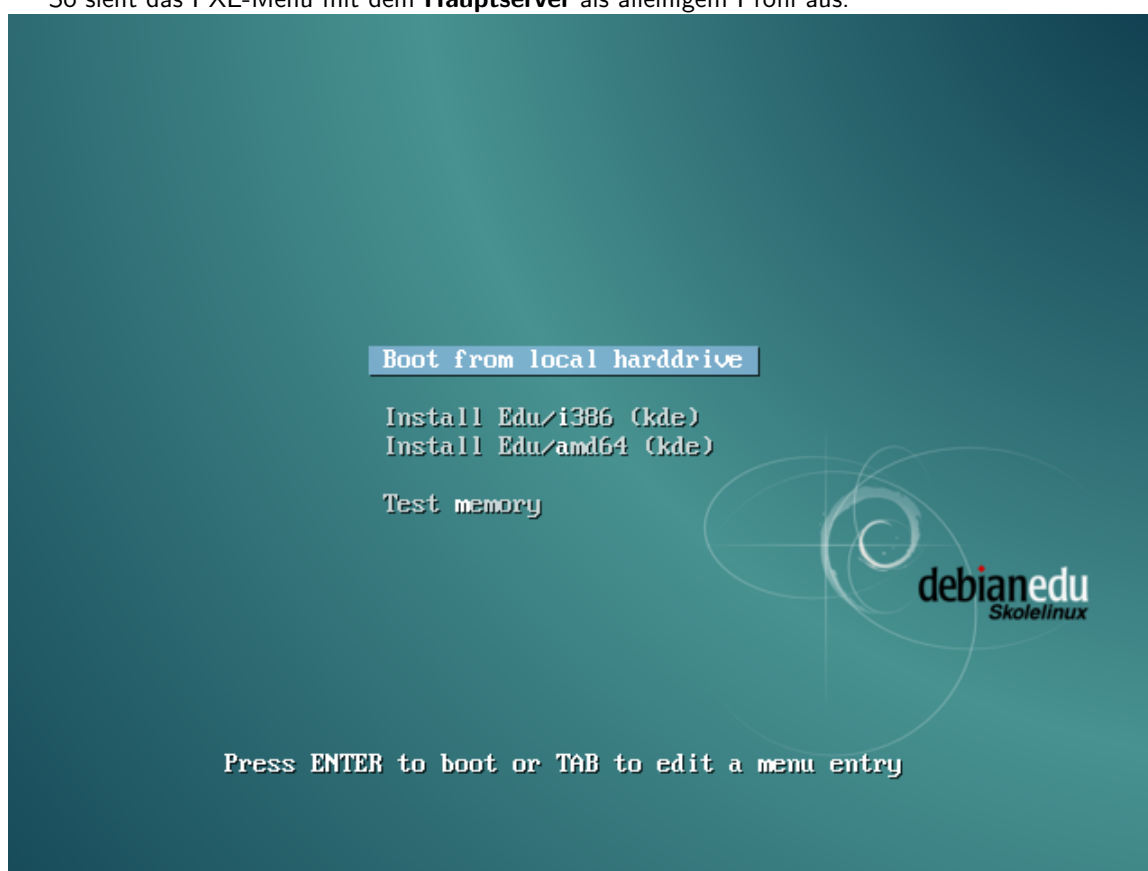 So sieht das PXE-Menü mit dem Hauptserver als alleinigem Profil aus:
Boot from local harddrive
Install Edu/i386 (kde)
Install Edu/amd64 (kde)
Test memory
debianedu
Skolelinux
Press ENTER to boot or TAB to edit a menu entry